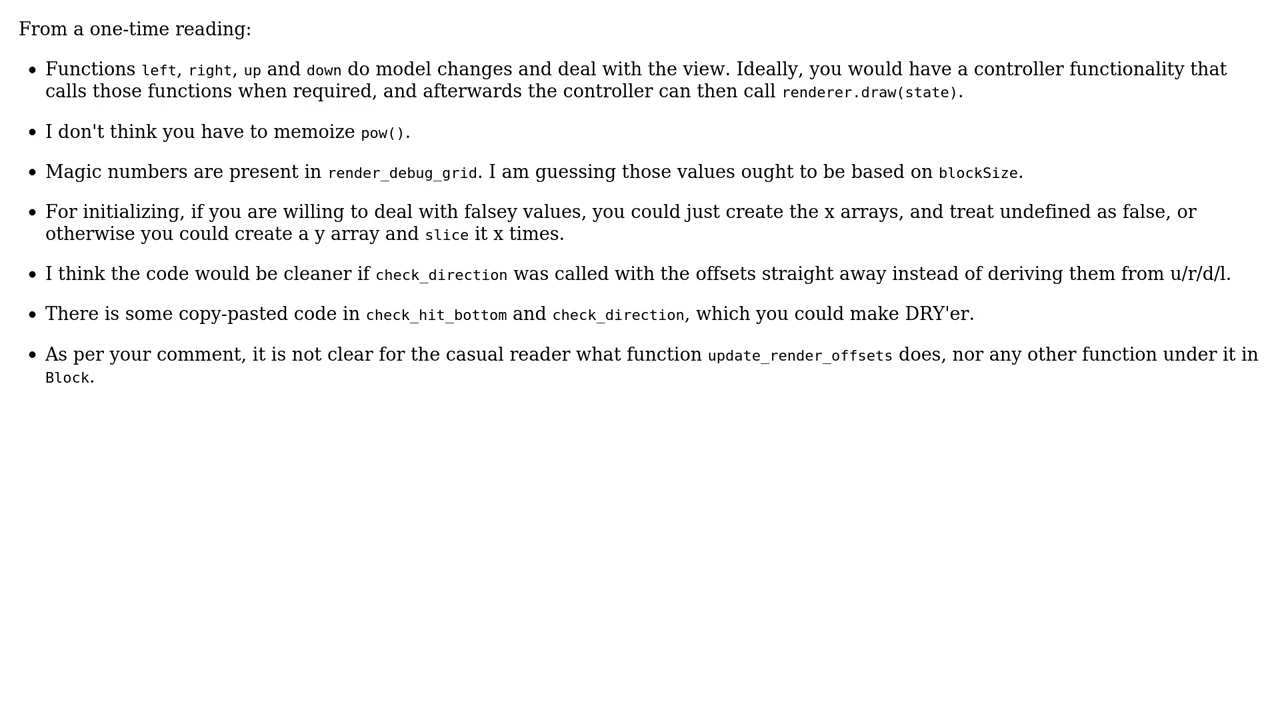 From a one-time reading:
• Functions left, right, up and down do model changes and deal with the view. Ideally, you would have a controller functionality that
calls those functions when required, and afterwards the controller can then call renderer.draw(state).
• I don't think you have to memoize pow().
• Magic numbers are present in render_debug_grid. I am guessing those values ought to be based on blockSize.
• For initializing, if you are willing to deal with falsey values, you could just create the x arrays, and treat undefined as false, or
otherwise you could create a y array and slice it x times.
• I think the code would be cleaner if check_direction was called with the offsets straight away instead of deriving them from u/r/d/l.
• There is some copy-pasted code in check_hit_bottom and check_direction, which you could make DRY'er.
• As per your comment, it is not clear for the casual reader what function update_render_offsets does, nor any other function under it in
Block.